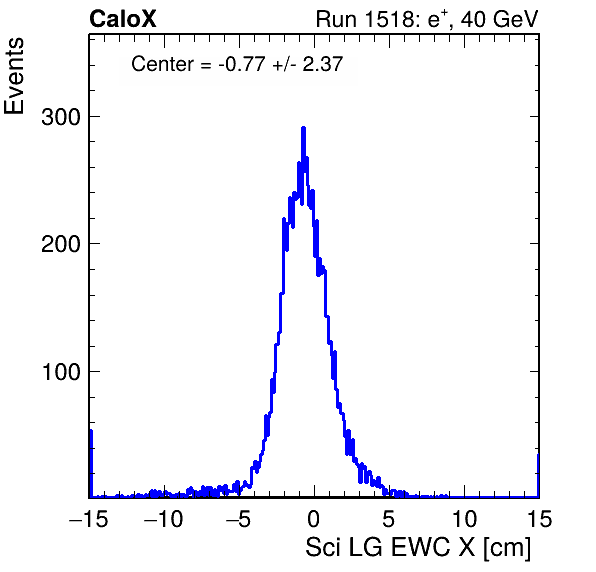 CaloX
Run 1518: e⁺, 40 GeV
Center = -0.77 +/- 2.37
Events
300
200
100
−15 −10 −5 0 5 10 15
Sci LG EWC X [cm]